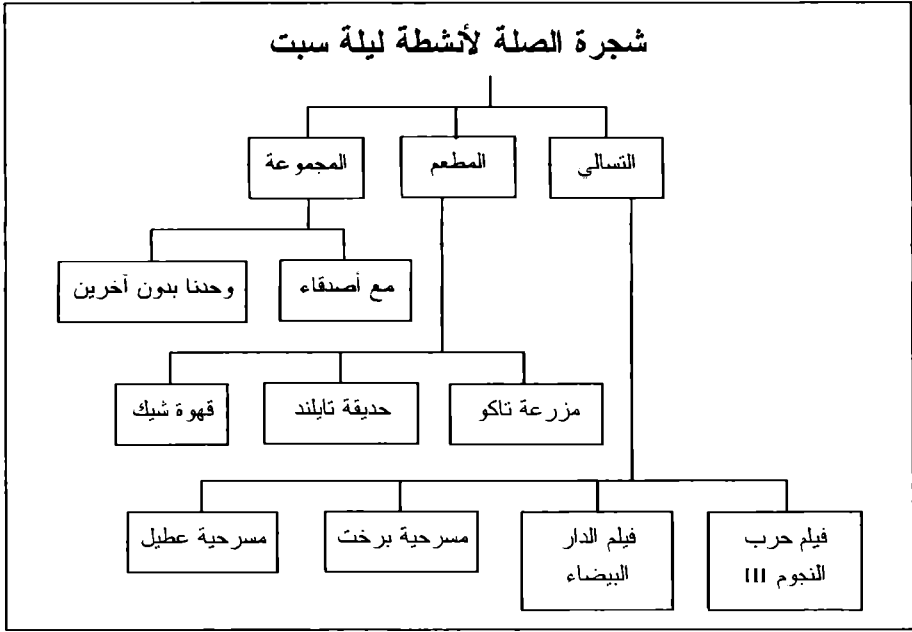 شجرة الصلة لأنشطة ليلة سبت
التسالي
المطعم
المجموعة
مع أصدقاء
وحدنا بدون آخرين
مزرعة تاكو
حديقة تايلند
قهوة شيك
فيلم حرب
النجوم III
فيلم الدار
البيضاء
مسرحية برخت
مسرحية عطيل